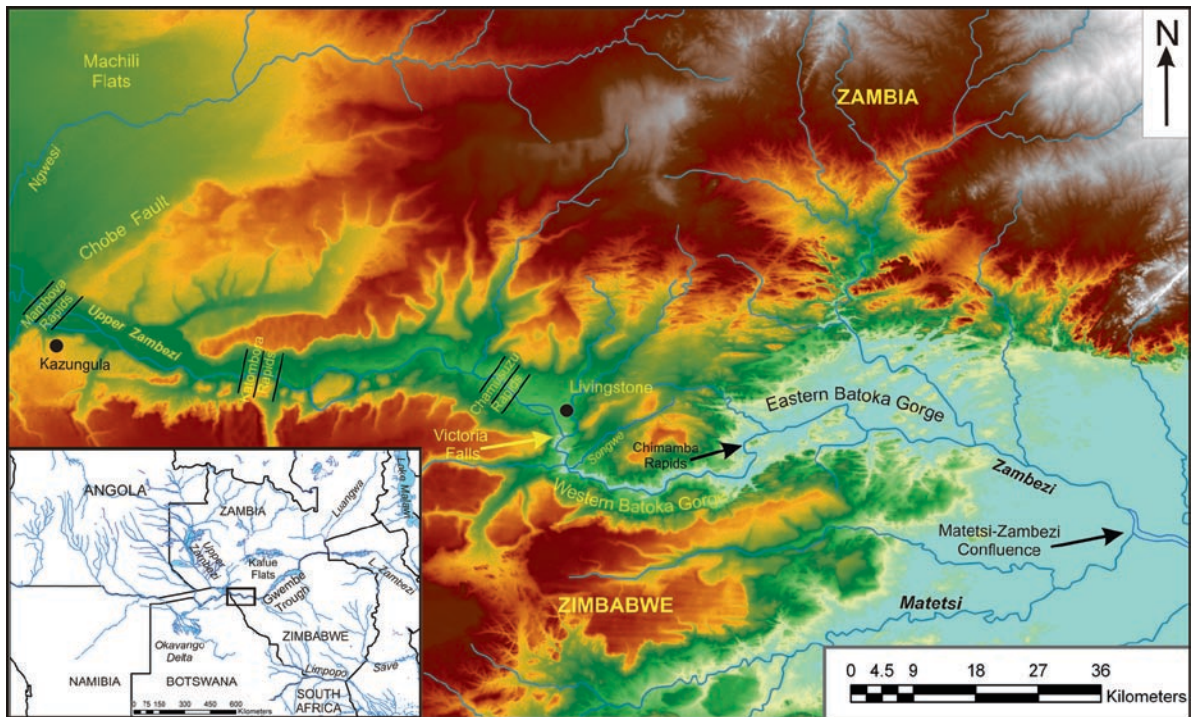 Machili
Flats
Ngwesi
Chobe Fault
ZAMBIA
N
Mambova
Rapids
Upper Zambezi
Kazungula
Katombora
Rapids
Chamauzu
Rapids
Livingstone
Victoria
Falls
Songwe
Chimamba
Rapids
Eastern Batoka Gorge
Western Batoka Gorge
Zambezi
Matetsi-Zambezi
Confluence
Matetsi
ZIMBABWE
0 4.5 9 18 27 36
Kilometers
ANGOLA
ZAMBIA
Luangwa
Lake Malawi
Upper
Zambezi
Kafue
Flats
L. Zambezi
Gwembe
Trough
ZIMBABWE
Okavango
Delta
Limpopo
Save
NAMIBIA
BOTSWANA
SOUTH
AFRICA
0 75 150 300 450 600
Kilometers